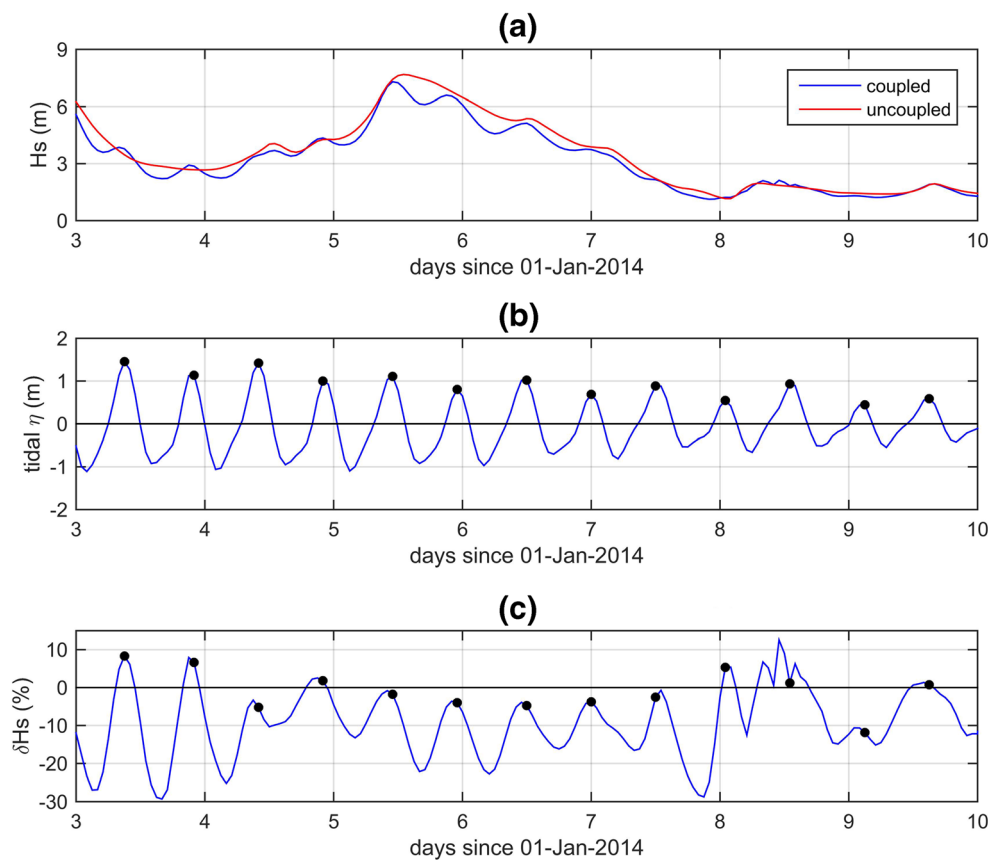 (a)
9
6
3
0
Hs (m)
coupled
uncoupled
3 4 5 6 7 8 9 10
days since 01-Jan-2014
(b)
2
1
0
-1
-2
tidal η (m)
3 4 5 6 7 8 9 10
days since 01-Jan-2014
(c)
10
0
-10
-20
-30
δHs (%)
3 4 5 6 7 8 9 10
days since 01-Jan-2014